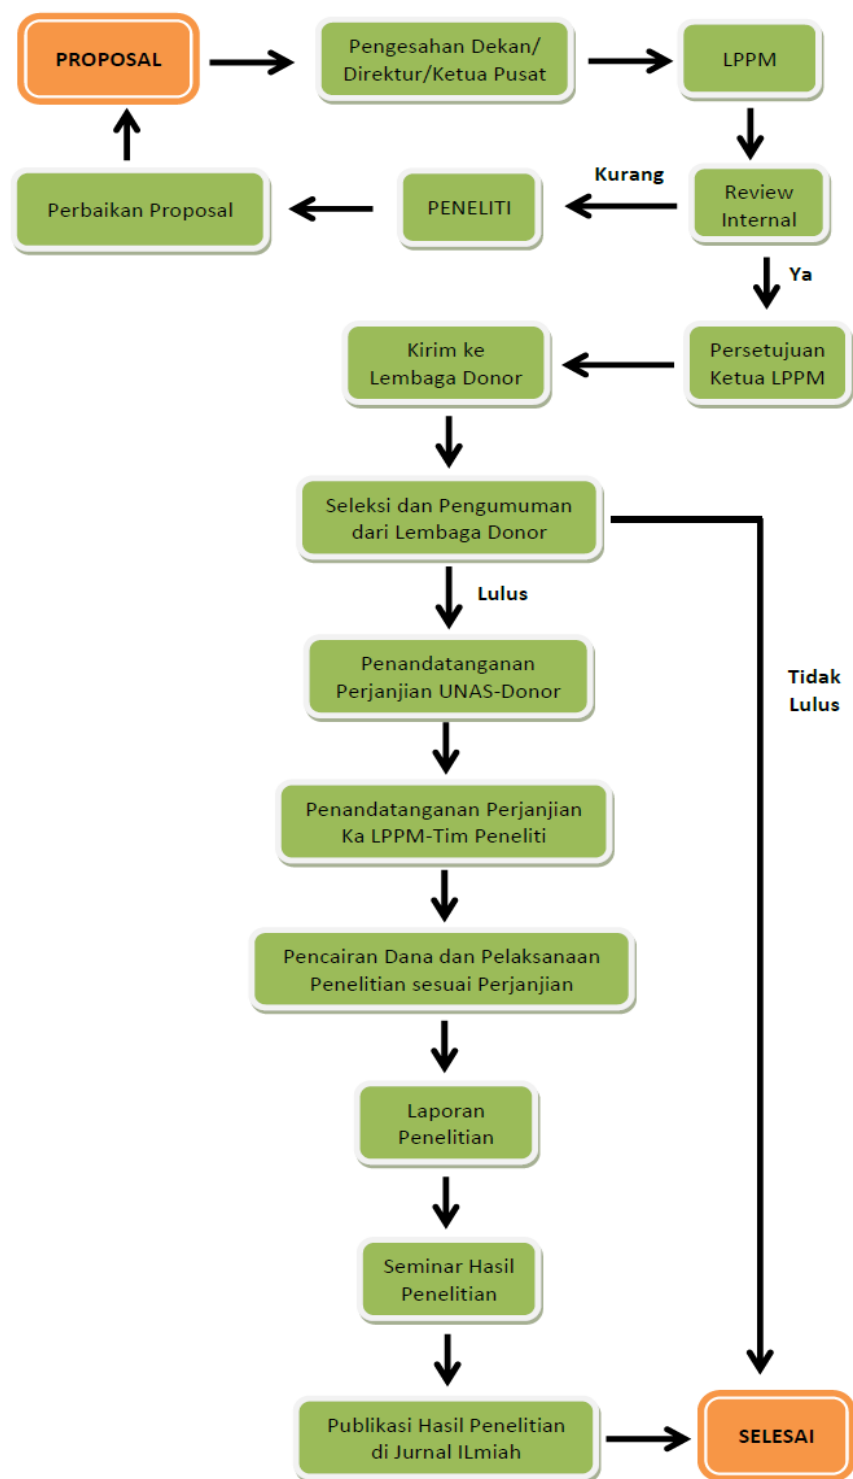 PROPOSAL
Pengesahan Dekan/
Direktur/Ketua Pusat
LPPM
Perbaikan Proposal
PENELITI
Kurang
Review
Internal
Ya
Kirim ke
Lembaga Donor
Persetujuan
Ketua LPPM
Seleksi dan Pengumuman
dari Lembaga Donor
Lulus
Penandatanganan
Perjanjian UNAS-Donor
Tidak
Lulus
Penandatanganan Perjanjian
Ka LPPM-Tim Peneliti
Pencairan Dana dan Pelaksanaan
Penelitian sesuai Perjanjian
Laporan
Penelitian
Seminar Hasil
Penelitian
Publikasi Hasil Penelitian
di Jurnal ILmiah
SELESAI